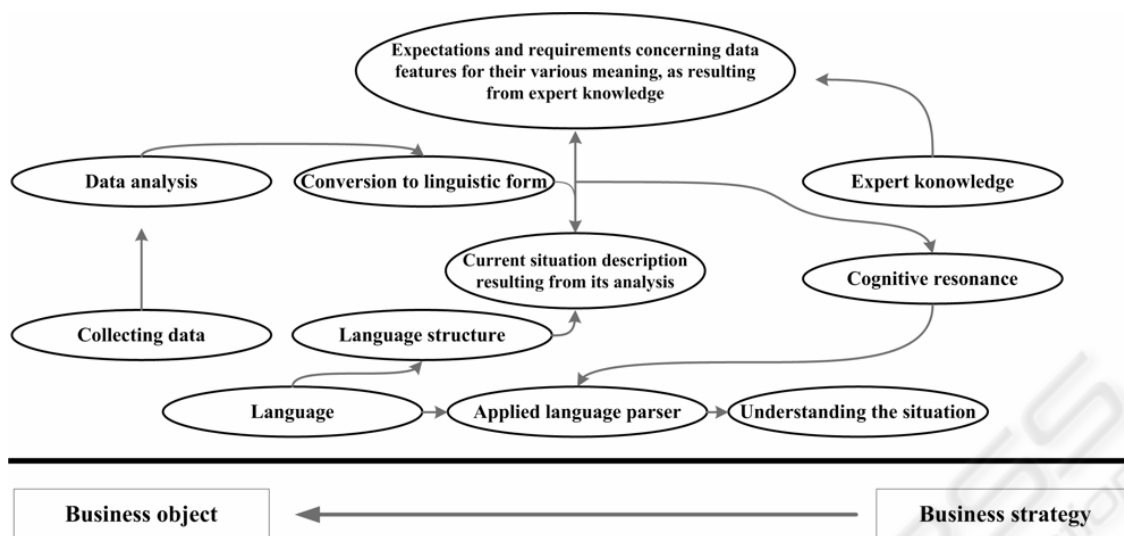 Expectations and requirements concerning data
features for their various meaning, as resulting
from expert knowledge
Data analysis
Conversion to linguistic form
Expert konowledge
Current situation description
resulting from its analysis
Cognitive resonance
Collecting data
Language structure
Language
Applied language parser
Understanding the situation
Business object
Business strategy